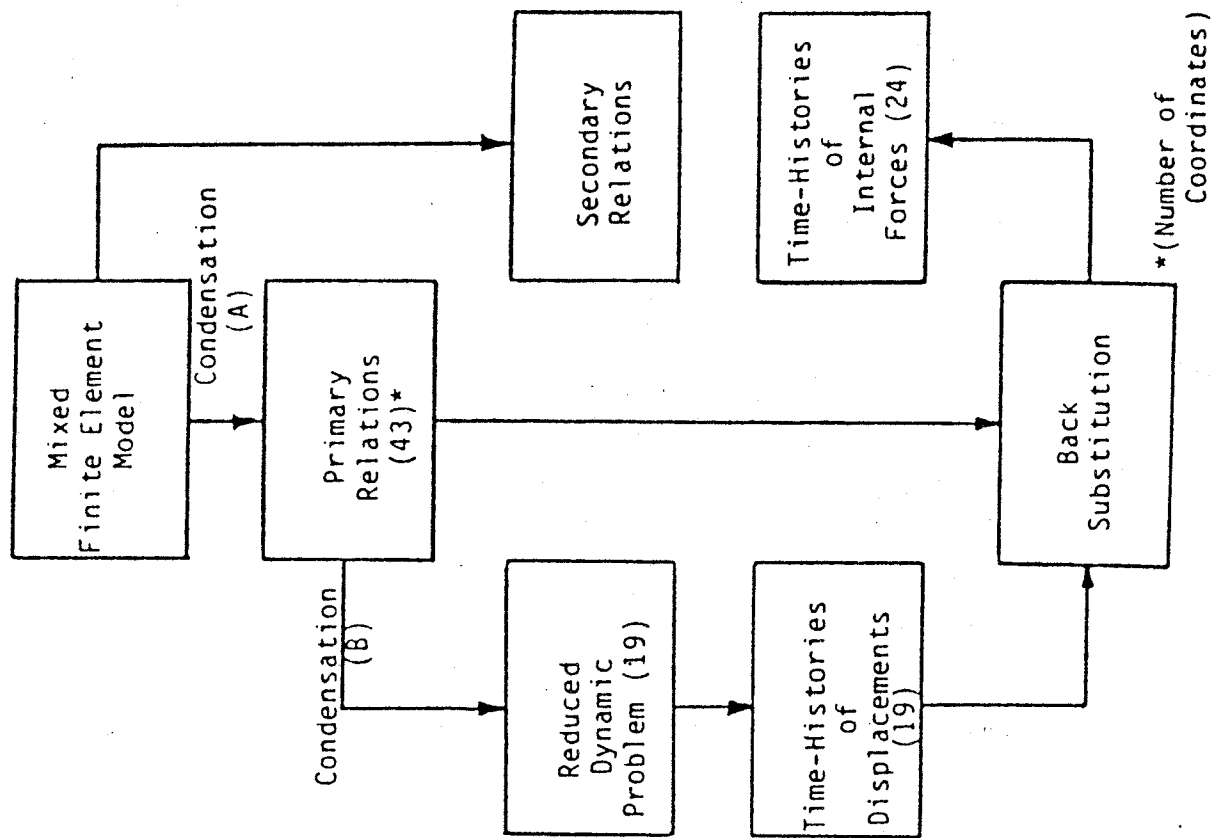 Mixed
Finite Element
Model
Condensation
(A)
Primary
Relations
(43)*
Secondary
Relations
Condensation
(B)
Reduced
Dynamic
Problem (19)
Time-Histories
of
Displacements
(19)
Back
Substitution
Time-Histories
of
Internal
Forces (24)
*(Number of
Coordinates)